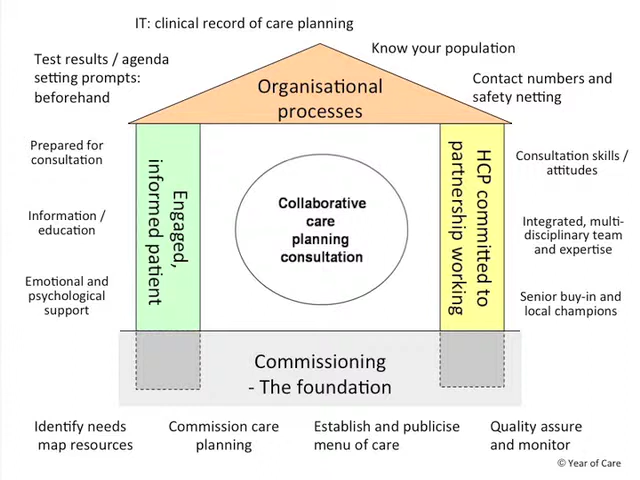 IT: clinical record of care planning
Know your population
Test results / agenda
setting prompts:
beforehand
Contact numbers and
safety netting
Organisational
processes
Prepared for
consultation
Information /
education
Emotional and
psychological
support
Engaged,
informed patient
Collaborative
care
planning
consultation
HCP committed to
partnership working
Consultation skills /
attitudes
Integrated, multi-
disciplinary team
and expertise
Senior buy-in and
local champions
Commissioning
- The foundation
Identify needs
map resources
Commission care
planning
Establish and publicise
menu of care
Quality assure
and monitor
© Year of Care